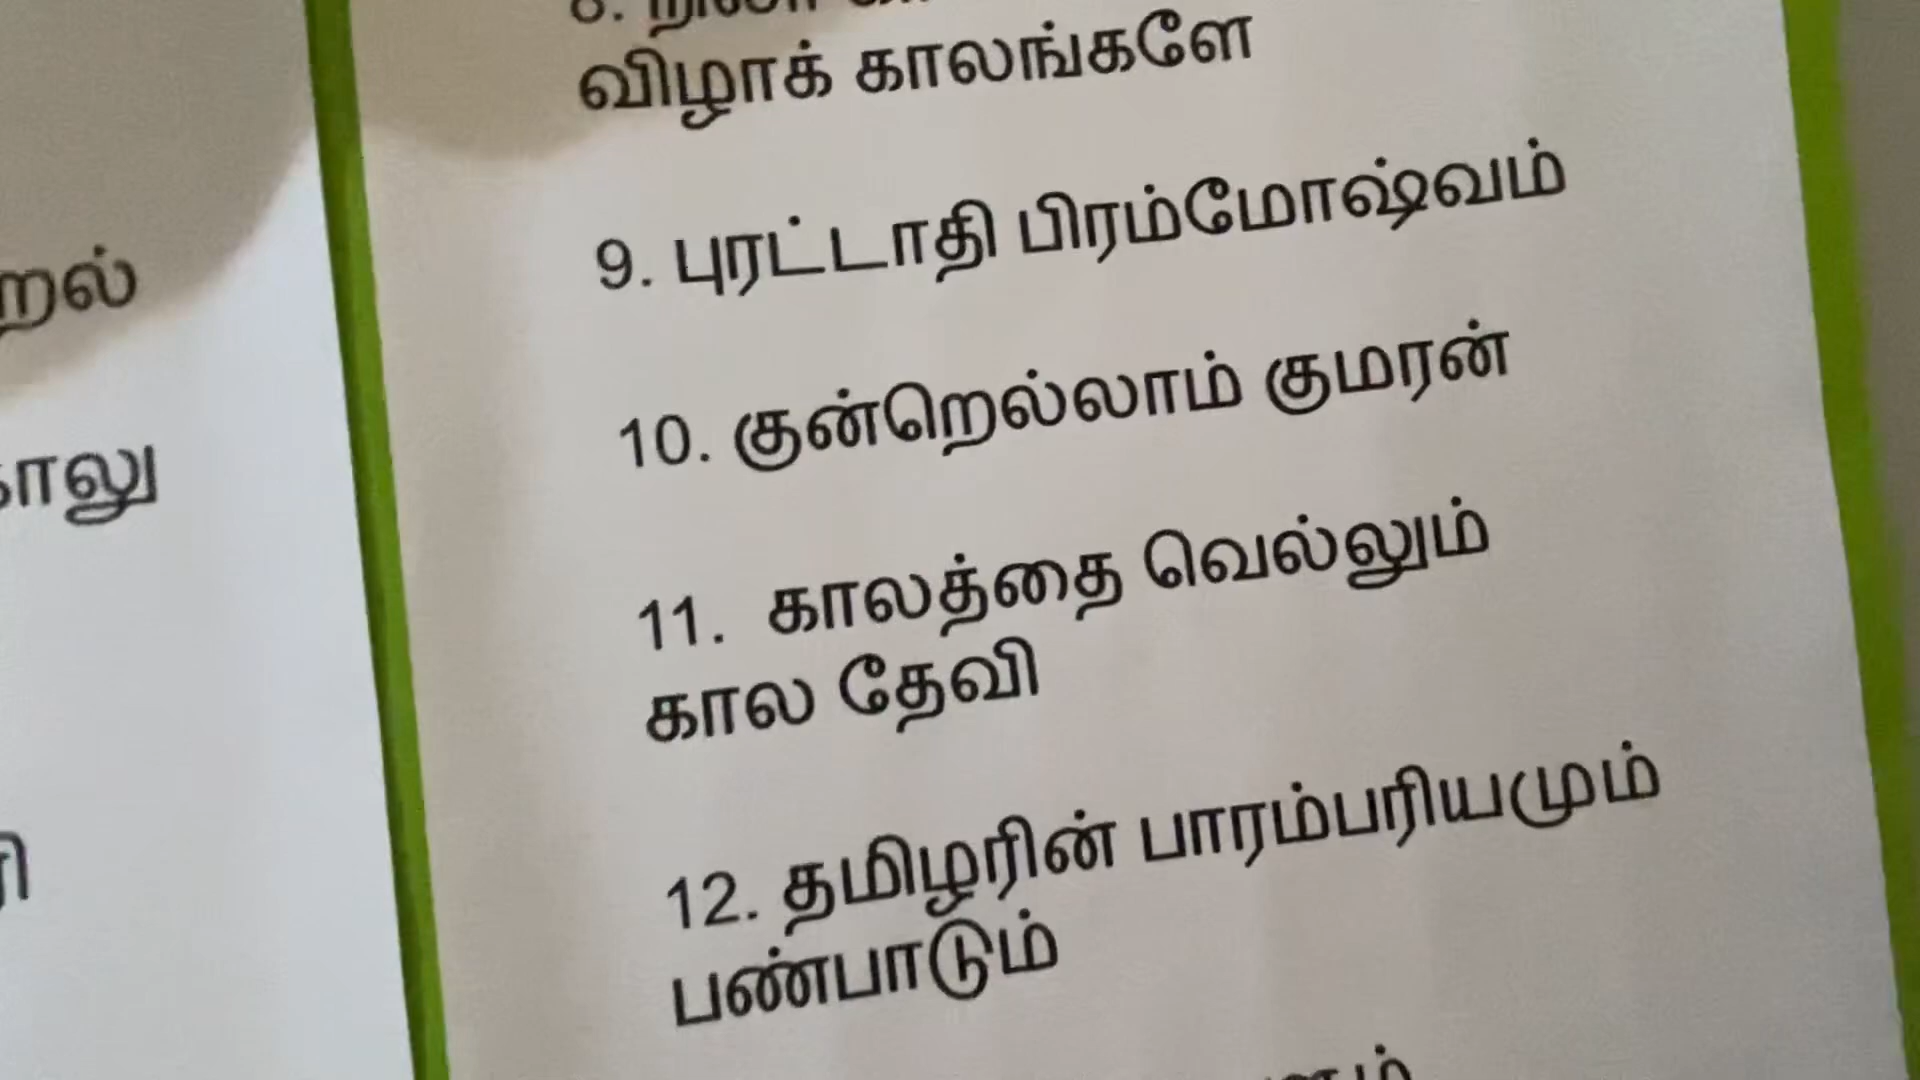 விழாக் காலங்களே
9. புரட்டாதி பிரம்மோஷ்வம்
10. குன்றெல்லாம் குமரன்
11. காலத்தை வெல்லும்
கால தேவி
12. தமிழரின் பாரம்பரியமும்
பண்பாடும்